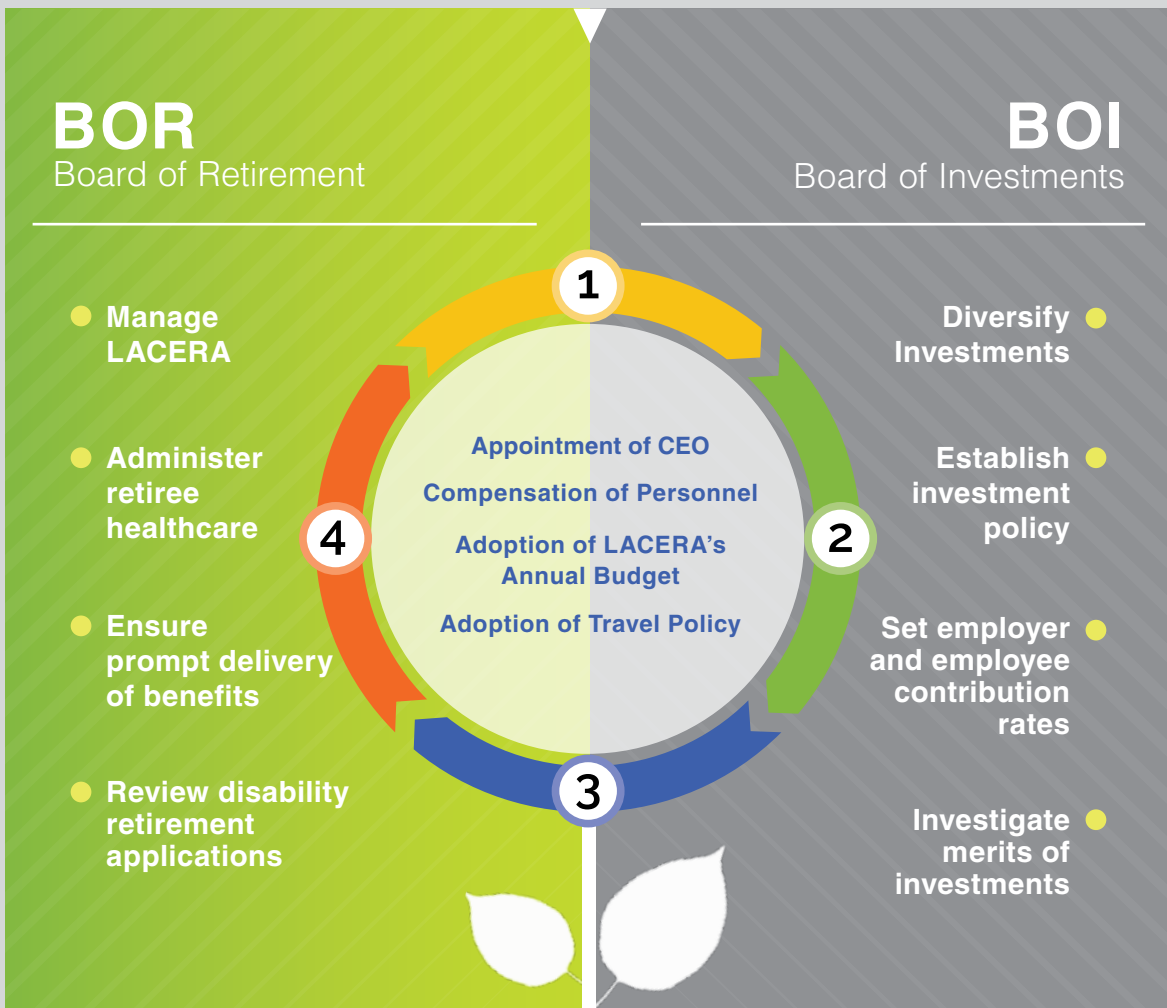 BOR
Board of Retirement
Manage
LACERA
Administer
retiree
healthcare
Ensure
prompt delivery
of benefits
Review disability
retirement
applications
1
2
3
4
Appointment of CEO
Compensation of Personnel
Adoption of LACERA’s
Annual Budget
Adoption of Travel Policy
BOI
Board of Investments
Diversify
Investments
Establish
investment
policy
Set employer
and employee
contribution
rates
Investigate
merits of
investments